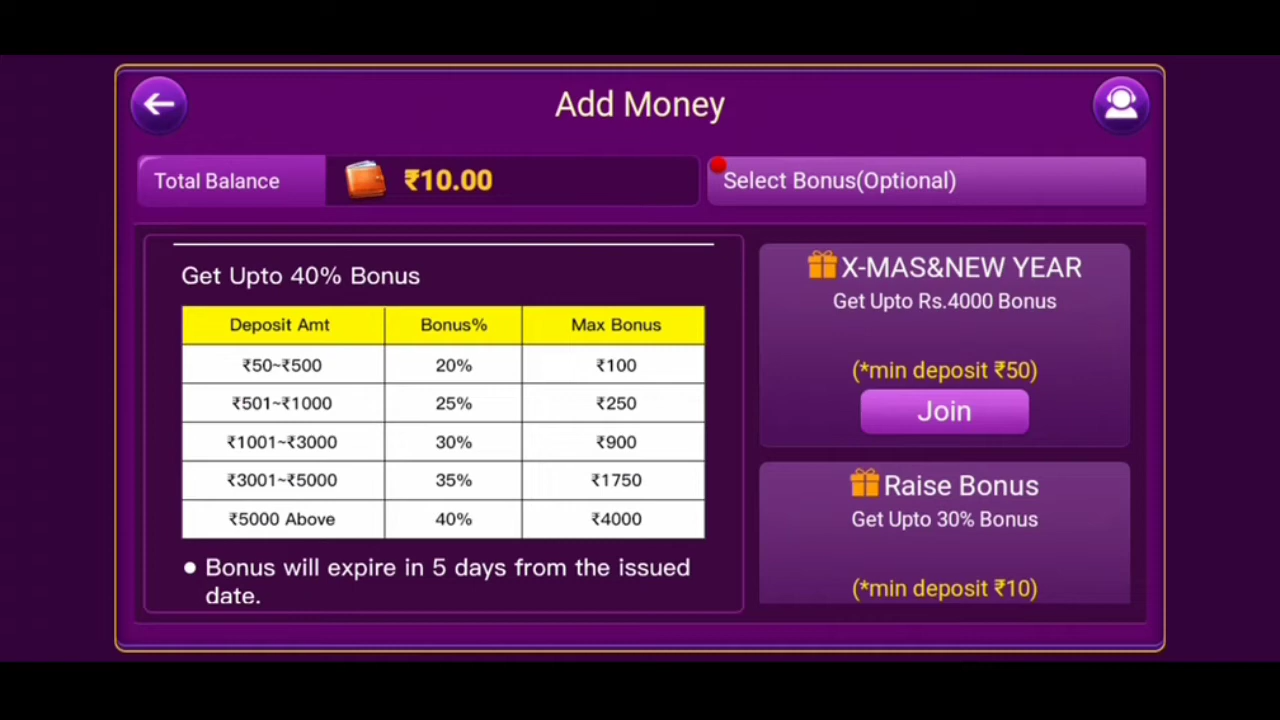 Add Money
Total Balance
₹10.00
Select Bonus(Optional)
Get Upto 40% Bonus
Deposit Amt Bonus% Max Bonus
₹50~₹500 20% ₹100
₹501~₹1000 25% ₹250
₹1001~₹3000 30% ₹900
₹3001~₹5000 35% ₹1750
₹5000 Above 40% ₹4000
● Bonus will expire in 5 days from the issued
date.
X-MAS&NEW YEAR
Get Upto Rs.4000 Bonus
(*min deposit ₹50)
Join
Raise Bonus
Get Upto 30% Bonus
(*min deposit ₹10)